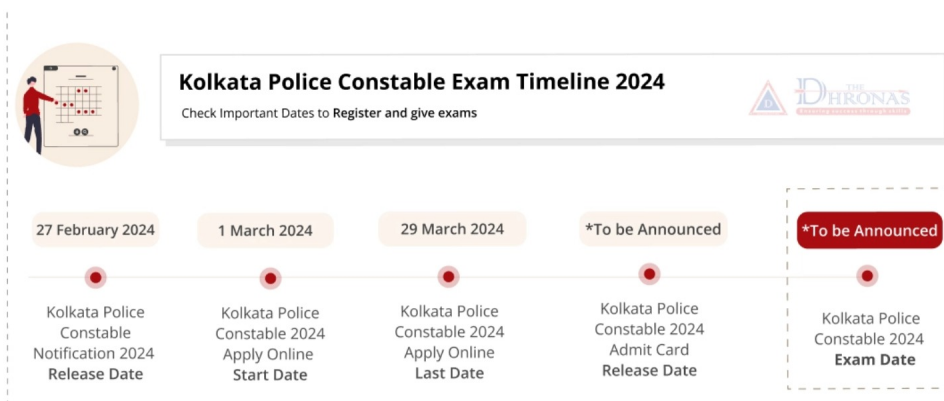 Kolkata Police Constable Exam Timeline 2024
Check Important Dates to Register and give exams
THE
DHRONAS
27 February 2024
1 March 2024
29 March 2024
*To be Announced
*To be Announced
Kolkata Police
Constable
Notification 2024
Release Date
Kolkata Police
Constable 2024
Apply Online
Start Date
Kolkata Police
Constable 2024
Apply Online
Last Date
Kolkata Police
Constable 2024
Admit Card
Release Date
Kolkata Police
Constable 2024
Exam Date